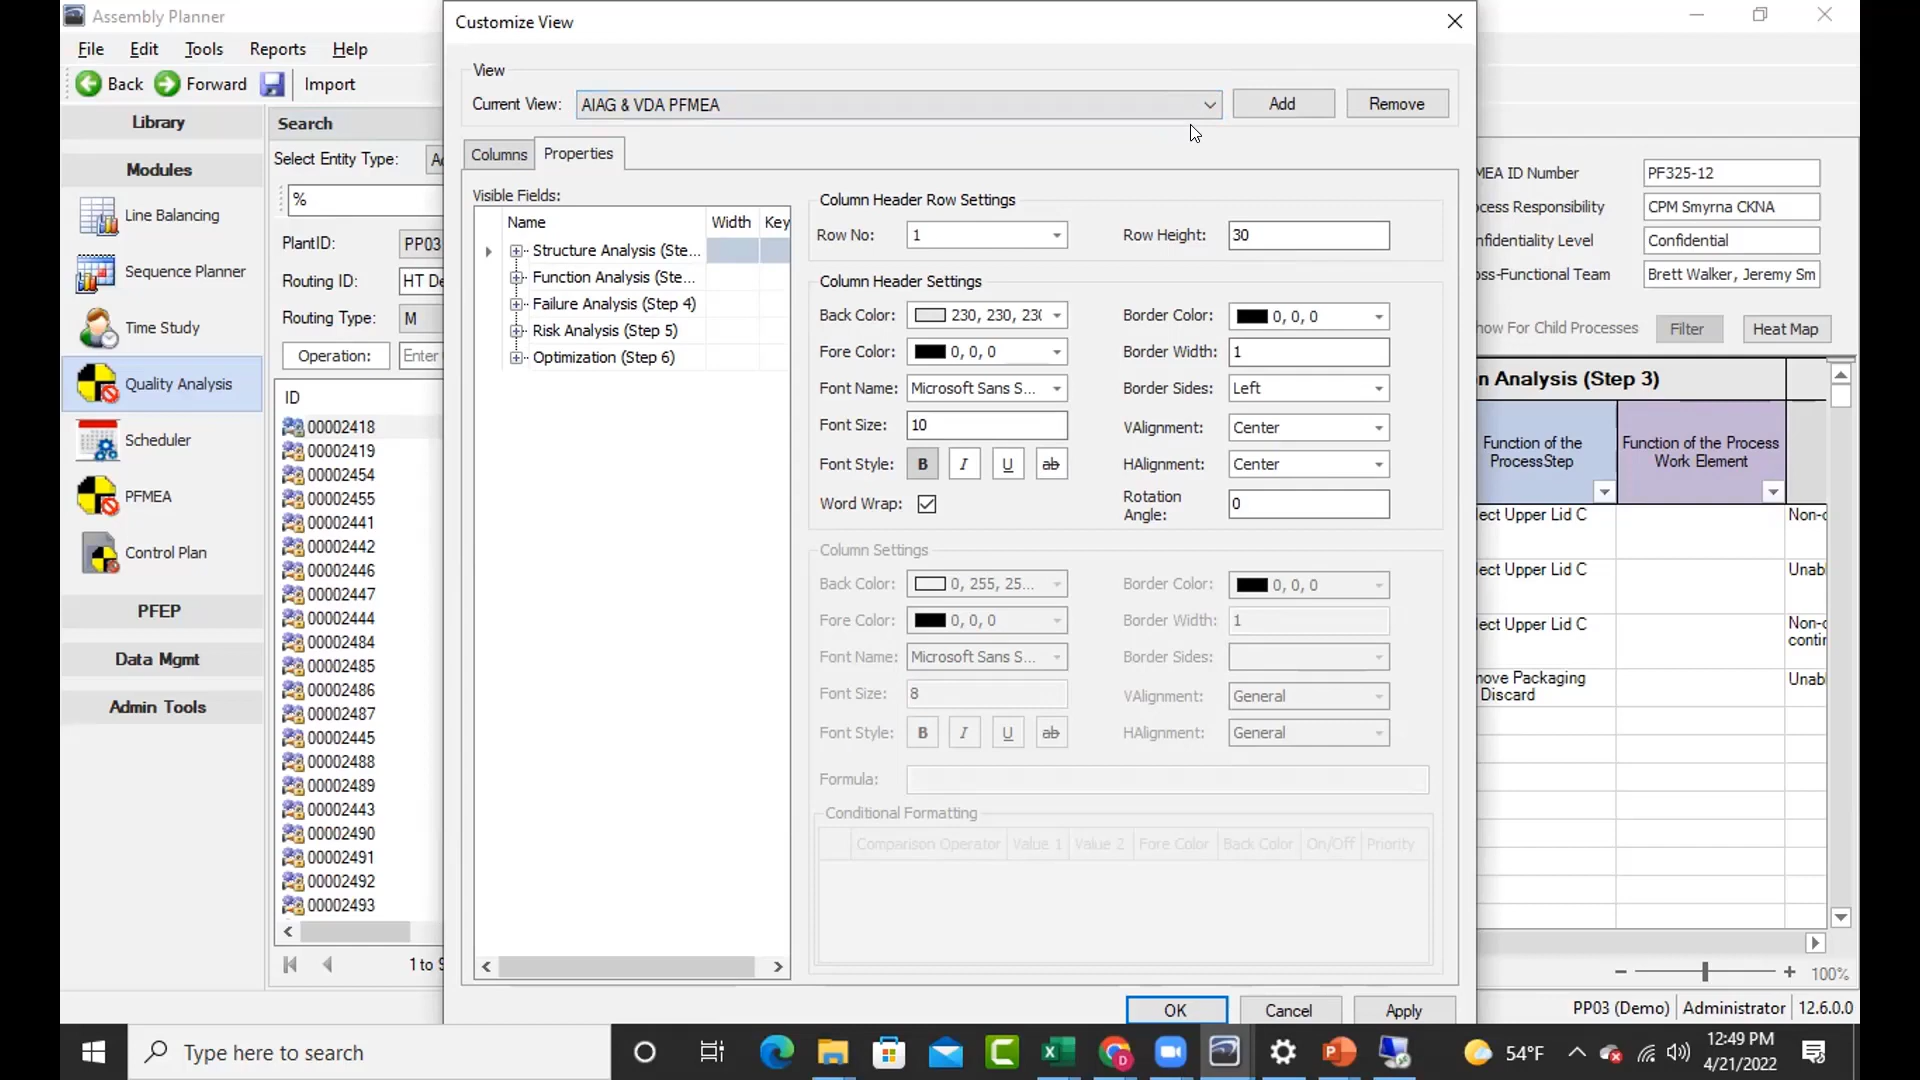 Assembly Planner
File Edit Tools Reports Help
Back Forward Import
Library
Modules
Line Balancing
Sequence Planner
Time Study
Quality Analysis
Scheduler
PFMEA
Control Plan
PFEP
Data Mgmt
Admin Tools
Search
Select Entity Type:
%
PlantID: PP03
Routing ID: HT De
Routing Type: M
Operation: Enter
ID
00002418
00002419
00002454
00002455
00002441
00002442
00002446
00002447
00002444
00002484
00002485
00002486
00002487
00002445
00002488
00002489
00002443
00002490
00002491
00002492
00002493
1 to 9
Customize View
View
Current View: AIAG & VDA PFMEA Add Remove
Columns Properties
Visible Fields:
Name Width Key
Structure Analysis (Ste...
Function Analysis (Ste...
Failure Analysis (Step 4)
Risk Analysis (Step 5)
Optimization (Step 6)
Column Header Row Settings
Row No: 1 Row Height: 30
Column Header Settings
Back Color: 230, 230, 230 Border Color: 0, 0, 0
Fore Color: 0, 0, 0 Border Width: 1
Font Name: Microsoft Sans S... Border Sides: Left
Font Size: 10 VAlignment: Center
Font Style: B I U ab HAlignment: Center
Word Wrap: Rotation Angle: 0
Column Settings
Back Color: 0, 255, 25... Border Color: 0, 0, 0
Fore Color: 0, 0, 0 Border Width: 1
Font Name: Microsoft Sans S... Border Sides:
Font Size: 8 VAlignment: General
Font Style: B I U ab HAlignment: General
Formula:
Conditional Formatting
Comparison Operator Value 1 Value 2 Fore Color Back Color On/Off Priority
OK Cancel Apply
MEA ID Number PF325-12
cess Responsibility CPM Smyrna CKNA
nfidentiality Level Confidential
oss-Functional Team Brett Walker, Jeremy Sm
how For Child Processes Filter Heat Map
n Analysis (Step 3)
Function of the ProcessStep
Function of the Process Work Element
lect Upper Lid C Non-c
lect Upper Lid C Unabl
lect Upper Lid C Non-c
contin
nove Packaging Unabl
Discard
100%
PP03 (Demo) Administrator 12.6.0.0
Type here to search
54°F
12:49 PM
4/21/2022